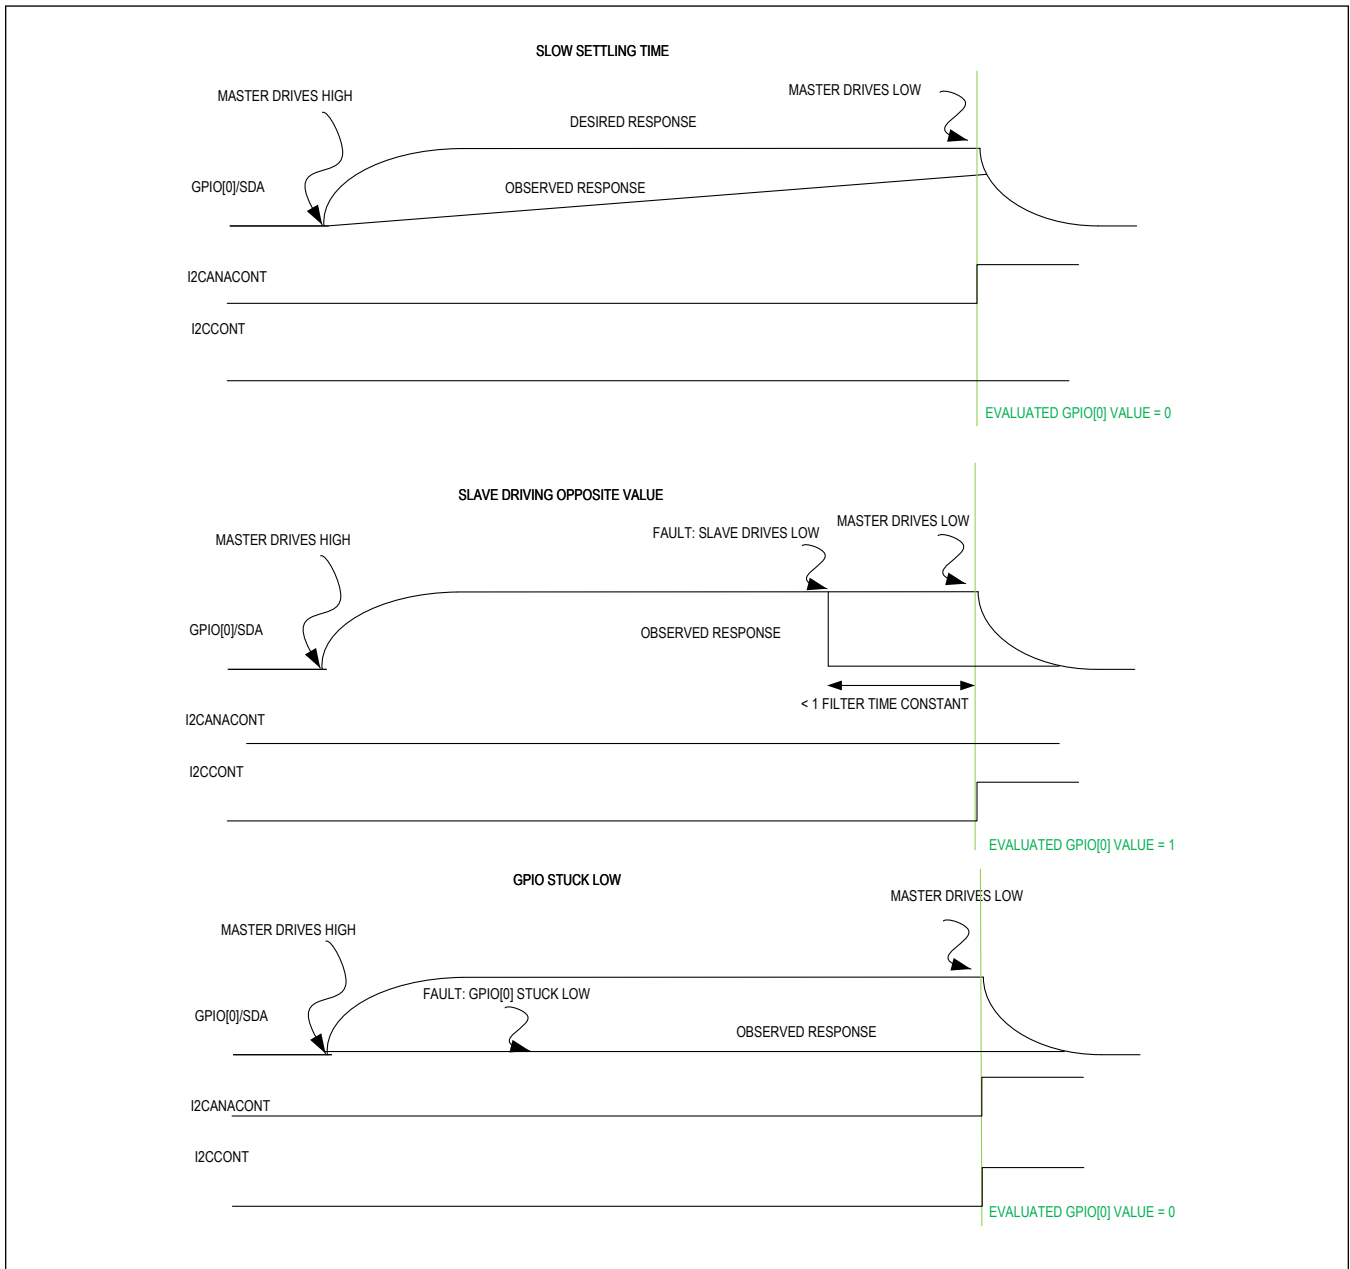 SLOW SETTLING TIME
MASTER DRIVES LOW
MASTER DRIVES HIGH
DESIRED RESPONSE
GPIO[0]/SDA
OBSERVED RESPONSE
I2CANACONT
I2CCONT
EVALUATED GPIO[0] VALUE = 0
SLAVE DRIVING OPPOSITE VALUE
MASTER DRIVES LOW
FAULT: SLAVE DRIVES LOW
MASTER DRIVES HIGH
GPIO[0]/SDA
OBSERVED RESPONSE
< 1 FILTER TIME CONSTANT
I2CANACONT
I2CCONT
EVALUATED GPIO[0] VALUE = 1
GPIO STUCK LOW
MASTER DRIVES LOW
MASTER DRIVES HIGH
FAULT: GPIO[0] STUCK LOW
GPIO[0]/SDA
OBSERVED RESPONSE
I2CANACONT
I2CCONT
EVALUATED GPIO[0] VALUE = 0